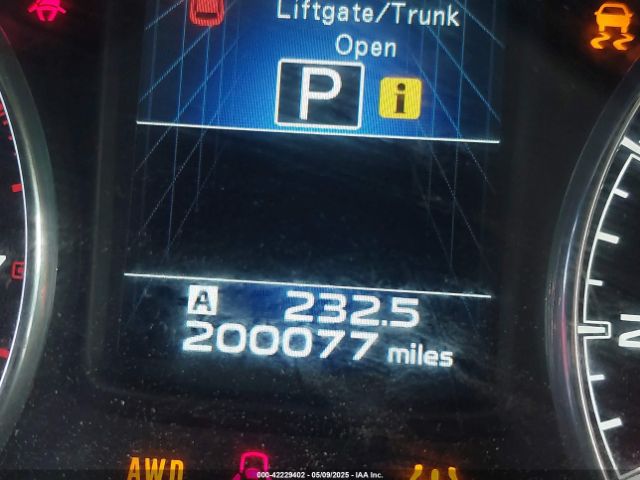 Liftgate/Trunk
Open
P
i
A 232.5
200077 miles
N
AWD
000-42229402 - 05/09/2025 - IAA Inc.